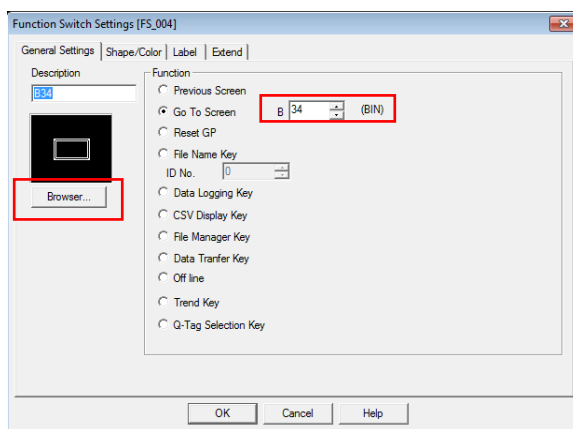 Function Switch Settings [FS_004]
General Settings Shape/Color Label Extend
Description
B34
Browser...
Function
Previous Screen
Go To Screen B 34 (BIN)
Reset GP
File Name Key
ID No. 0
Data Logging Key
CSV Display Key
File Manager Key
Data Tranfer Key
Off line
Trend Key
Q-Tag Selection Key
OK Cancel Help